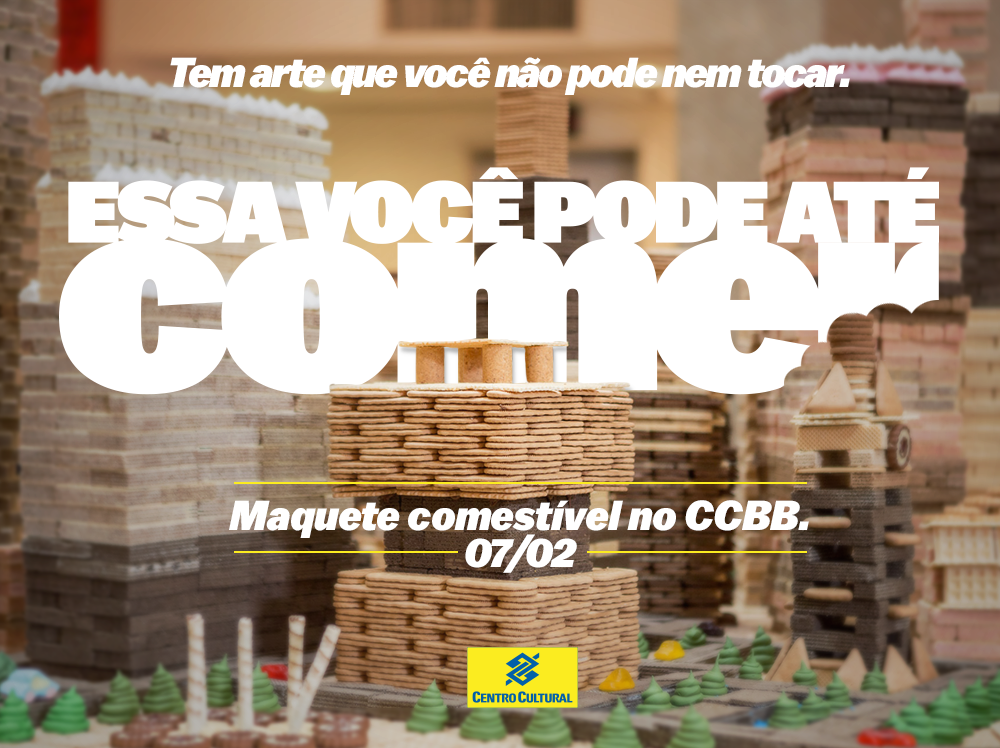 Tem arte que você não pode nem tocar.
ESSA VOCÊ PODE ATÉ
comer
Maquete comestível no CCBB.
07/02
CENTRO CULTURAL